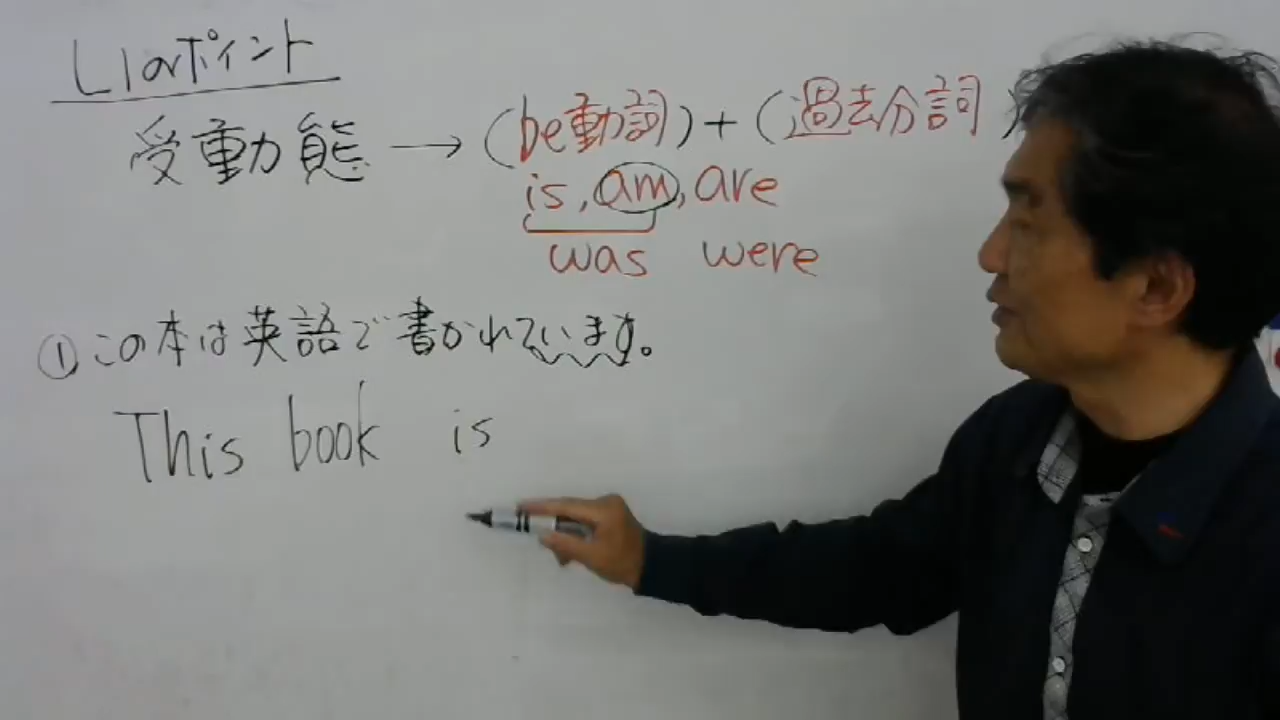 L1のポイント
受動態 → (be動詞) + (過去分詞)
is, am, are
was were
①この本は英語で書かれています。
This book is